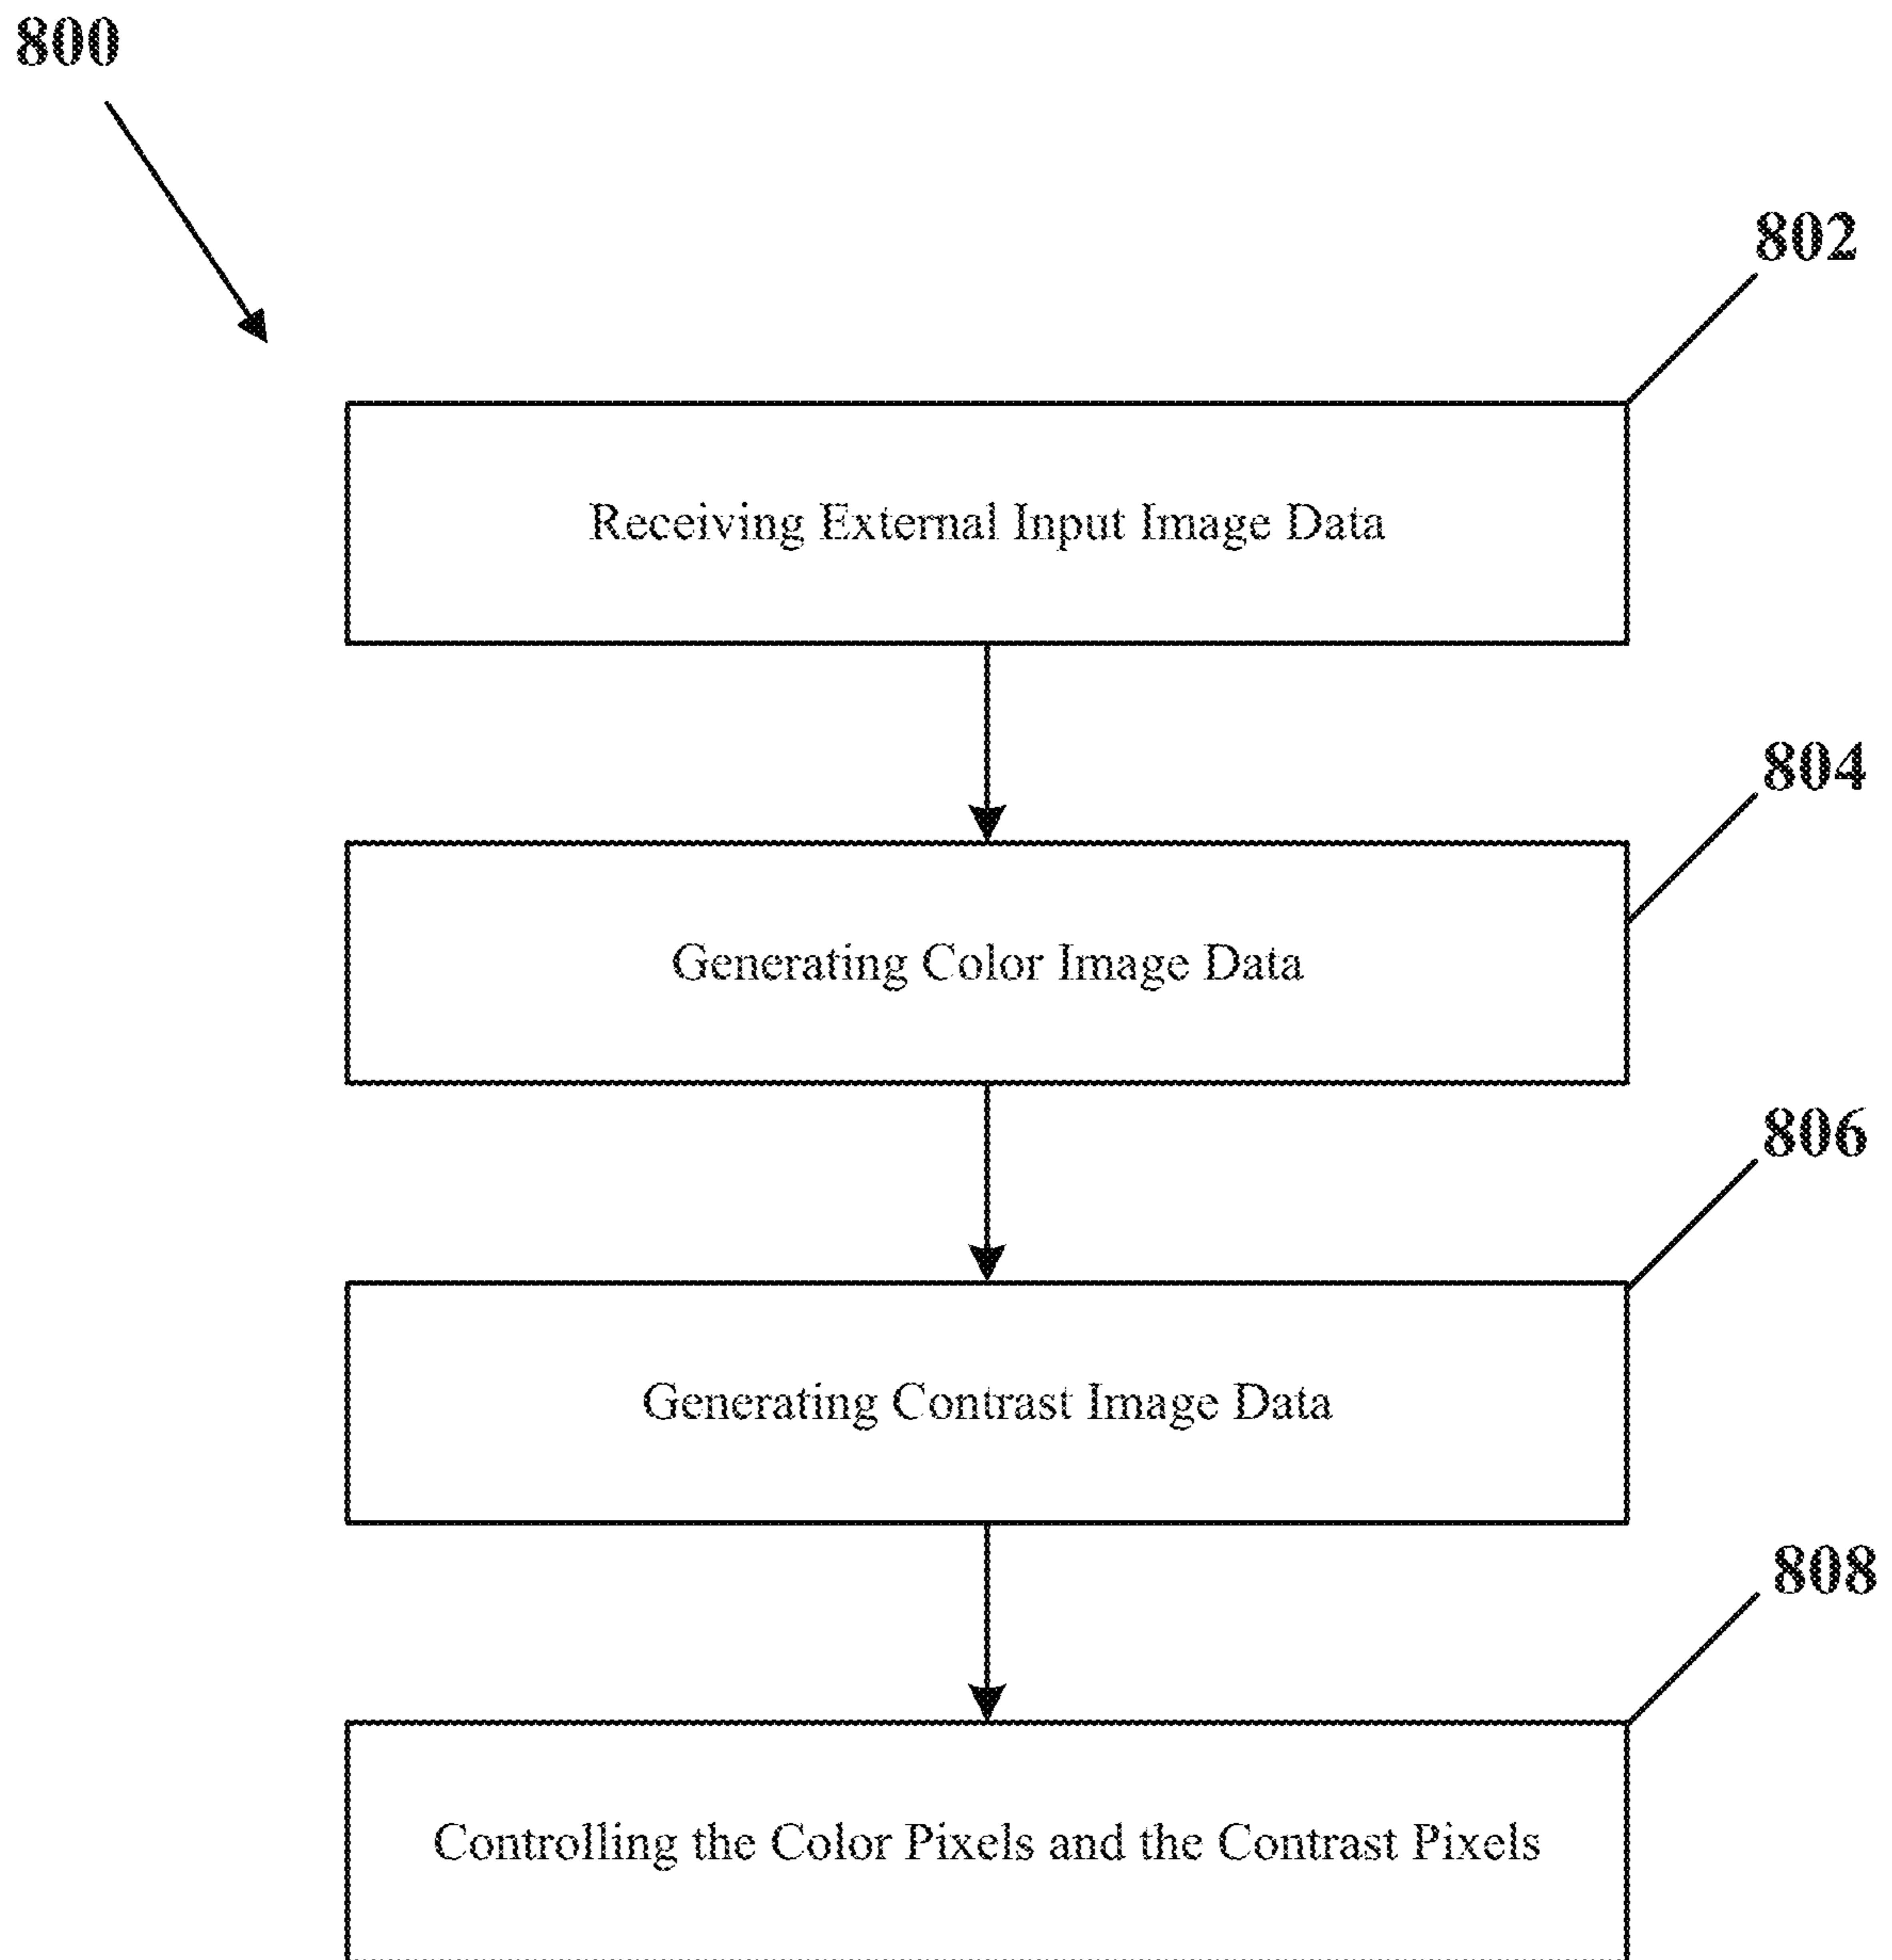 800
802
Receiving External Input Image Data
804
Generating Color Image Data
806
Generating Contrast Image Data
808
Controlling the Color Pixels and the Contrast Pixels